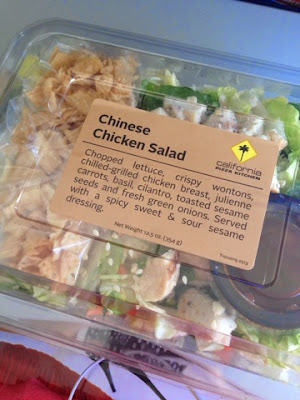 Chinese
Chicken Salad
california
PIZZA KITCHEN
Chopped lettuce, crispy wontons,
chilled-grilled chicken breast, julienne
carrots, basil, cilantro, toasted sesame
seeds and fresh green onions. Served
with a spicy sweet & sour sesame
dressing.
Net Weight 12.5 oz. (354 g)